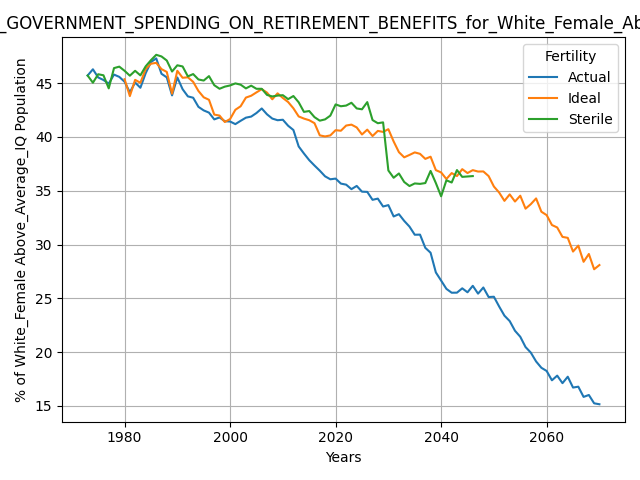 _GOVERNMENT_SPENDING_ON_RETIREMENT_BENEFITS_for_White_Female_Ab
% of White_Female Above_Average_IQ Population
45
40
35
30
25
20
15
Fertility
Actual
Ideal
Sterile
1980
2000
2020
2040
2060
Years